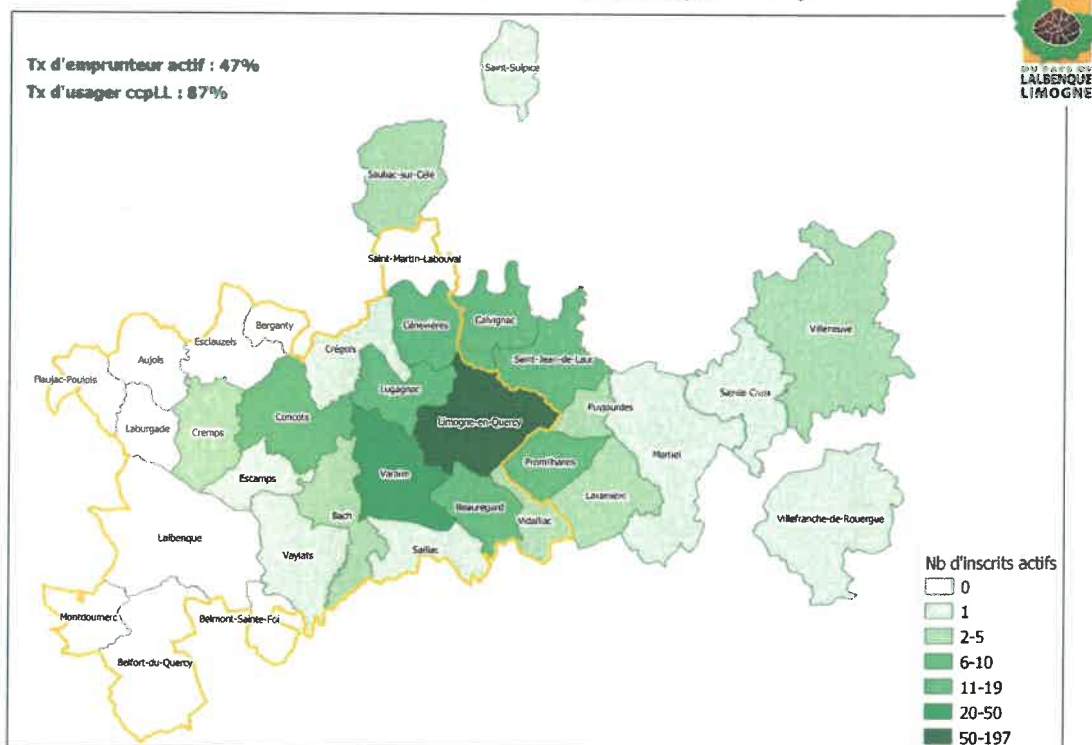 Tx d'emprunteur actif : 47%
Tx d'usager ccpLL : 87%
DU PAYS DE
LALBENQUE
LIMOGNE
Saint-Sulpice
Sauliac-sur-Célé
Saint-Martin-Labouval
Berganty
Esclauzels
Aujols
Flaujac-Poujols
Laburgade
Cremps
Concots
Crégols
Cénevières
Calvignac
Saint-Jean-de-Laur
Lugagnac
Limogne-en-Quercy
Puyjourdes
Villeneuve
Sainte-Croix
Martiel
Promilhanes
Laramière
Escamps
Varaire
Beauregard
Vidaillac
Bach
Villefranche-de-Rouergue
Lalbenque
Vaylats
Saillac
Montdoumerc
Belmont-Sainte-Foi
Belfort-du-Quercy
Nb d'inscrits actifs
0
1
2-5
6-10
11-19
20-50
50-197